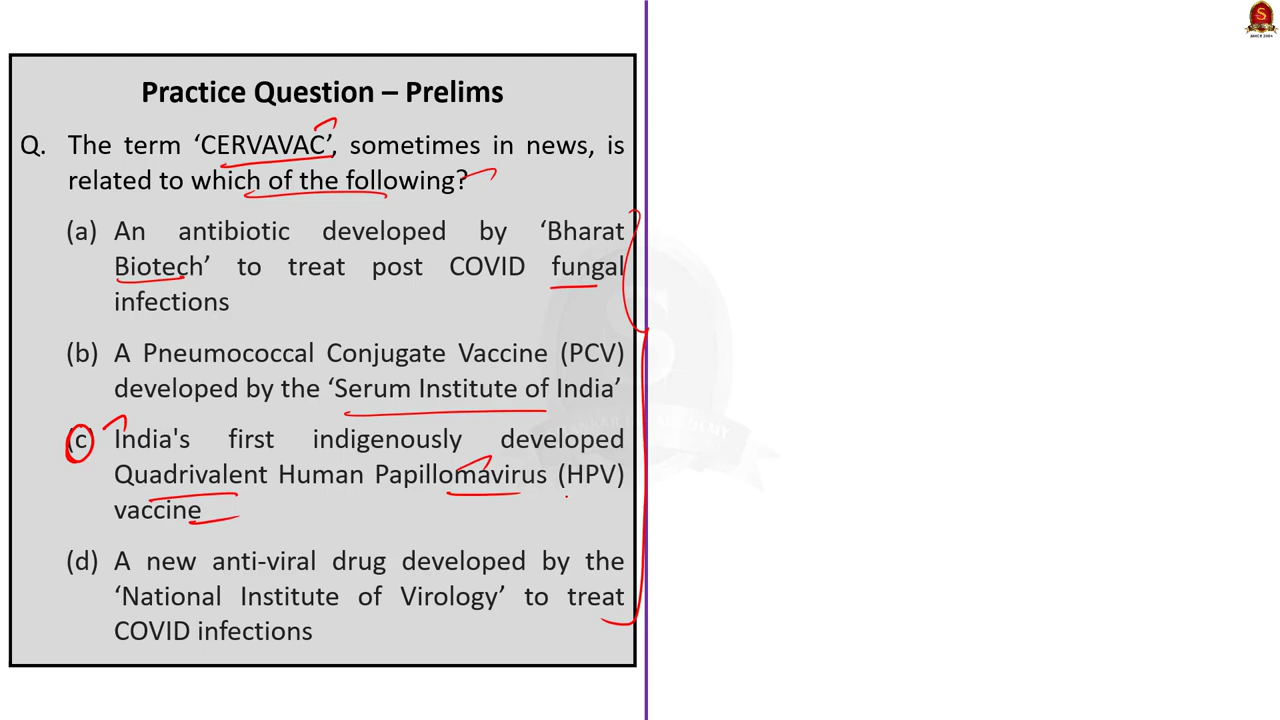 Practice Question – Prelims
Q. The term ‘CERVAVAC’, sometimes in news, is
related to which of the following?
(a) An antibiotic developed by ‘Bharat
Biotech’ to treat post COVID fungal
infections
(b) A Pneumococcal Conjugate Vaccine (PCV)
developed by the ‘Serum Institute of India’
(c) India's first indigenously developed
Quadrivalent Human Papillomavirus (HPV)
vaccine
(d) A new anti-viral drug developed by the
‘National Institute of Virology’ to treat
COVID infections
S
SINCE 2004